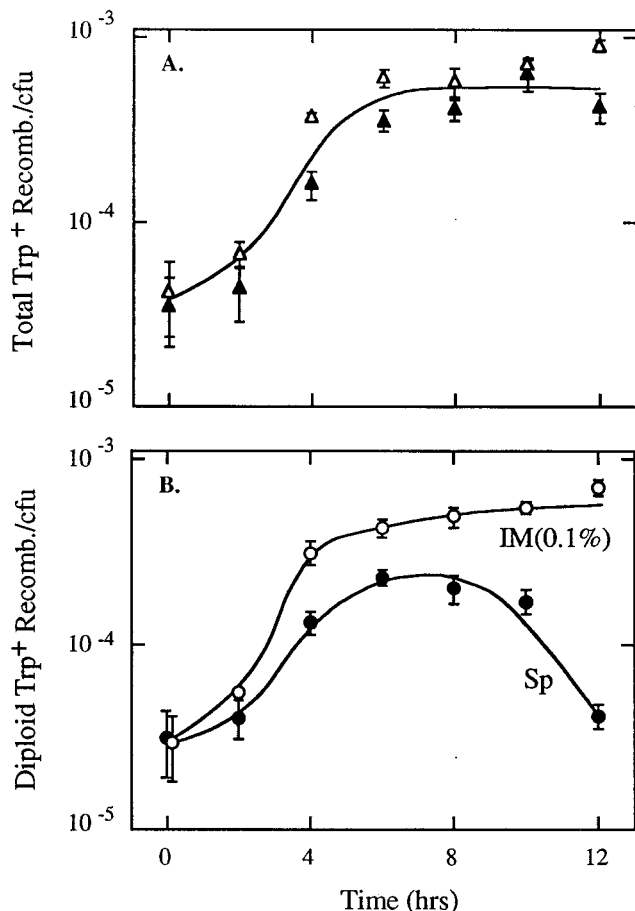 A.
10⁻³
10⁻⁴
10⁻⁵
Total Trp⁺ Recomb./cfu
B.
10⁻³
10⁻⁴
10⁻⁵
Diploid Trp⁺ Recomb./cfu
IM(0.1%)
Sp
0 4 8 12
Time (hrs)